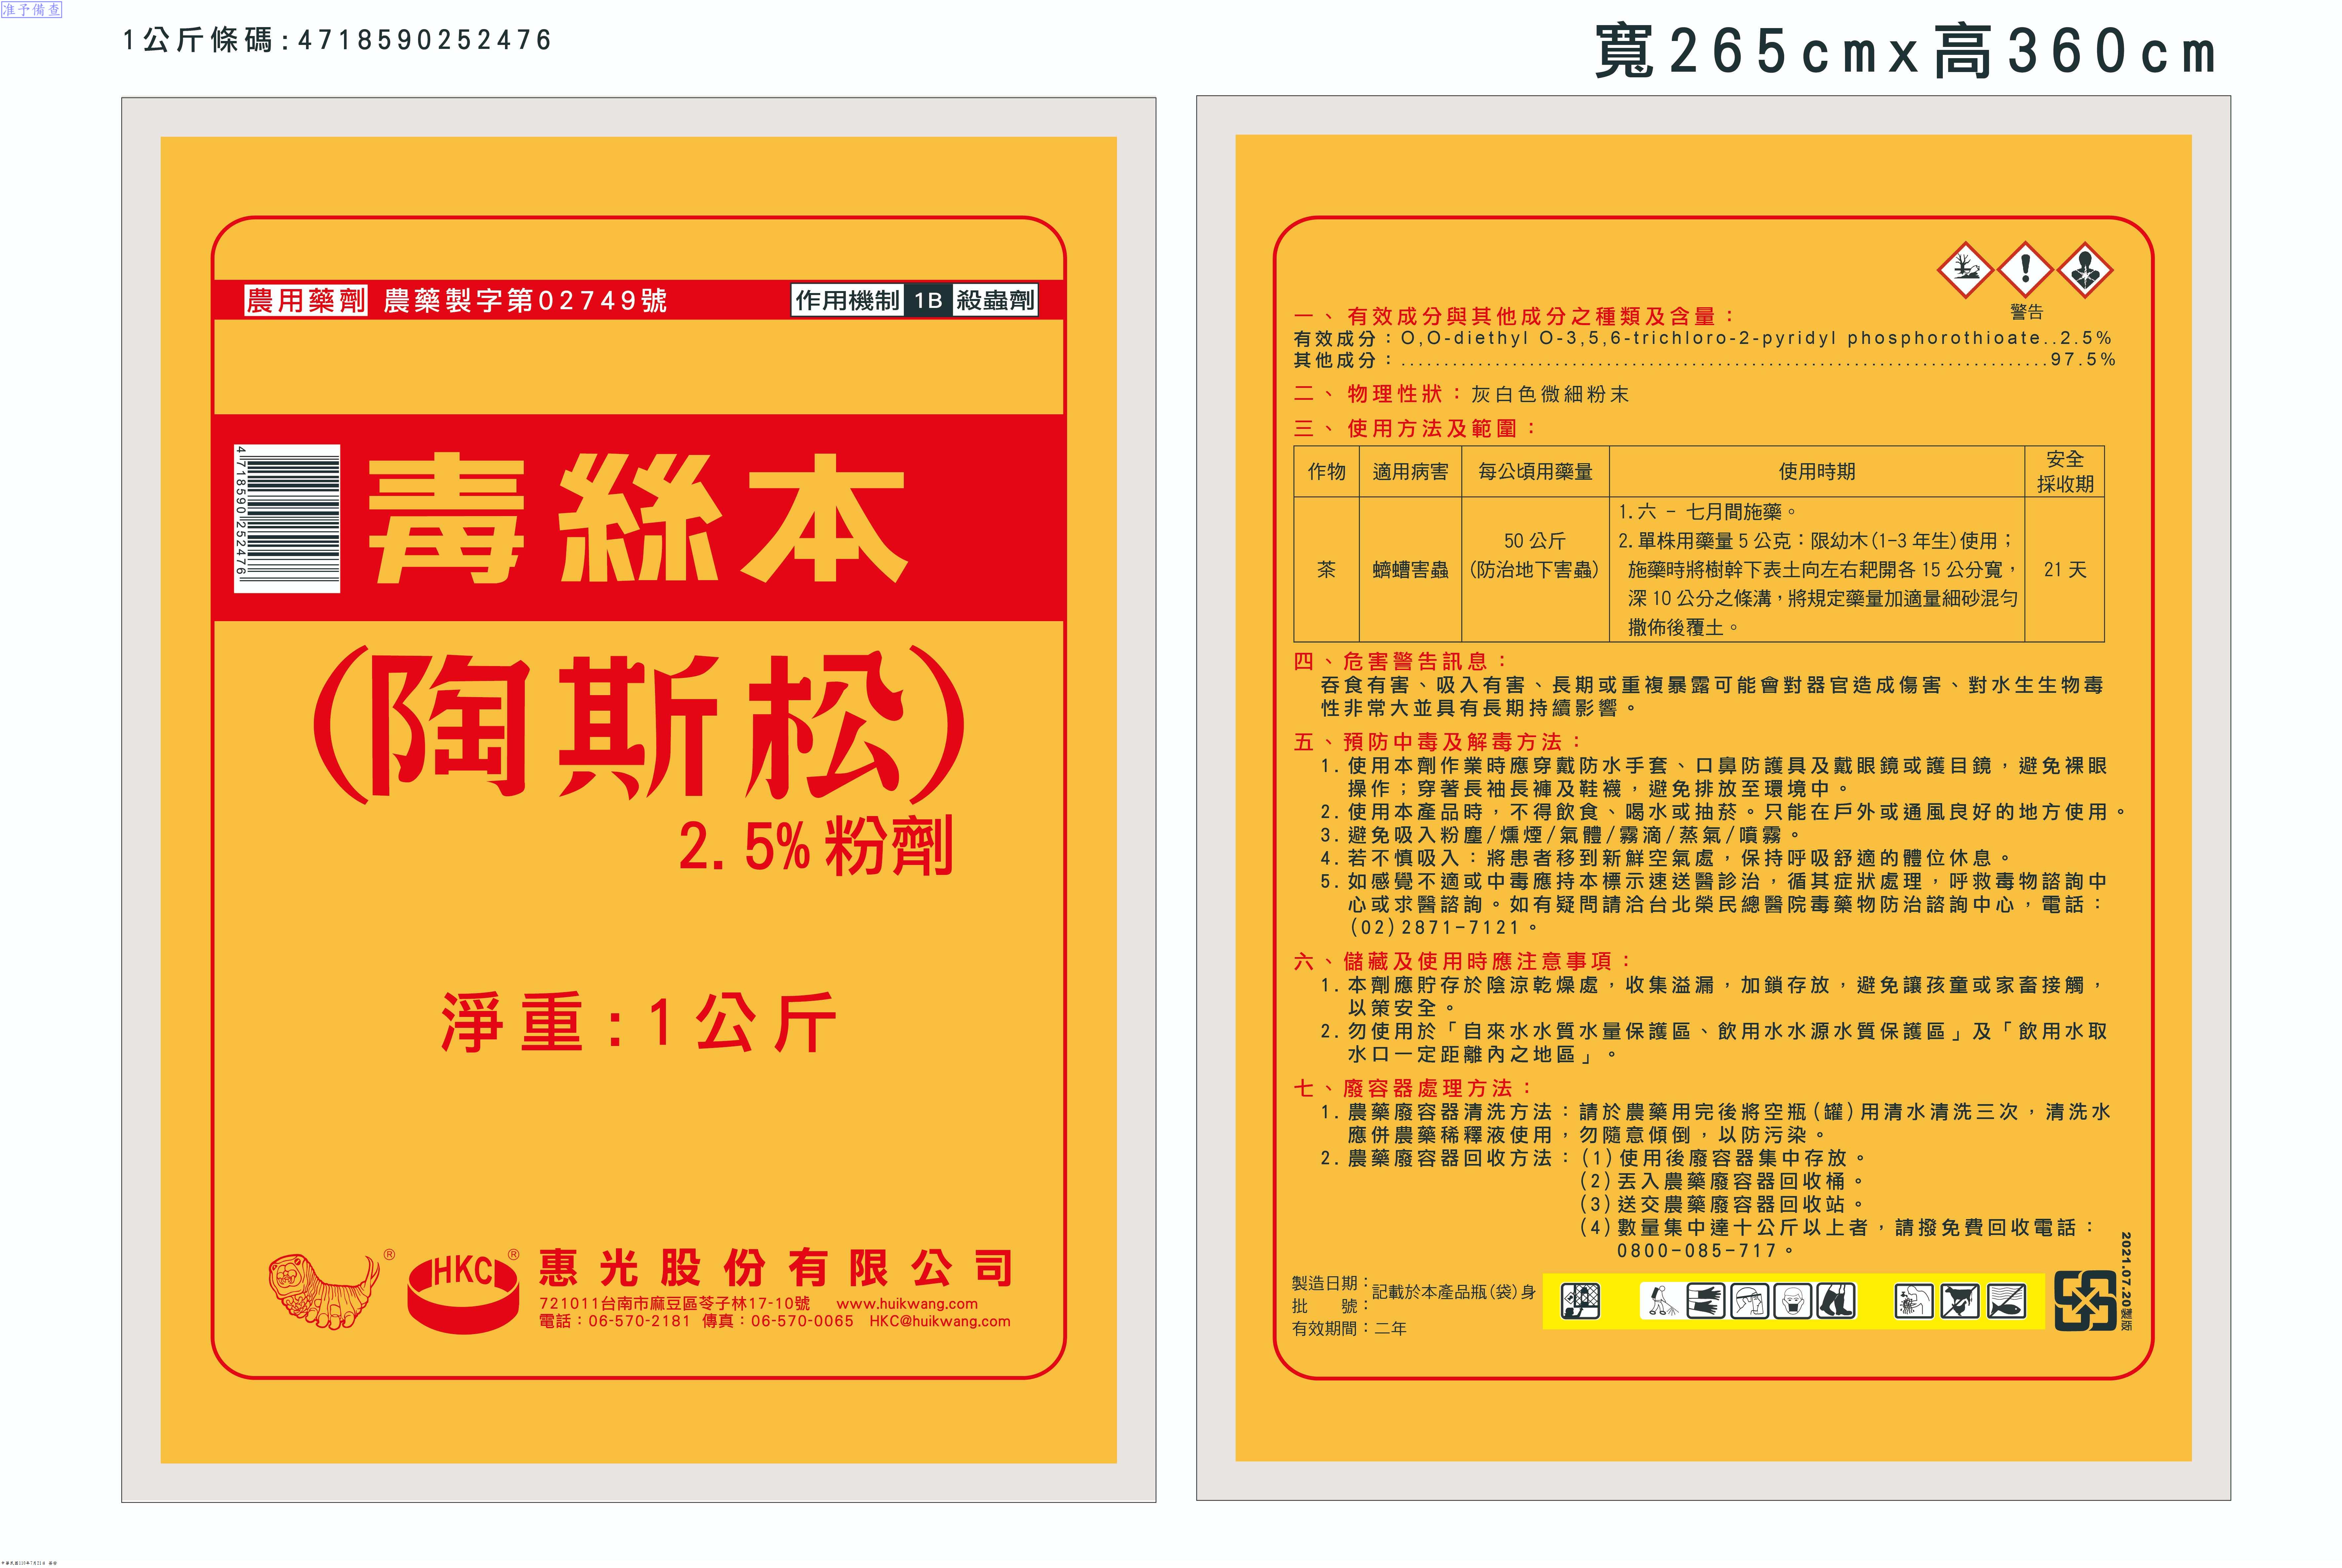 准予備查
1公斤條碼:4718590252476
寬265cmx高360cm
農用藥劑 農藥製字第02749號
作用機制 1B 殺蟲劑
4 718590 252476
毒絲本
(陶斯松)
2.5%粉劑
淨重:1公斤
® HKC ®
惠光股份有限公司
721011台南市麻豆區苓子林17-10號 www.huikwang.com
電話：06-570-2181 傳真：06-570-0065 HKC@huikwang.com
警告
一、有效成分與其他成分之種類及含量：
有效成分：O,O-diethyl O-3,5,6-trichloro-2-pyridyl phosphorothioate..2.5%
其他成分：..........................................................................97.5%
二、物理性狀：灰白色微細粉末
三、使用方法及範圍：
作物 適用病害 每公頃用藥量 使用時期 安全
採收期
茶 蠐螬害蟲 50公斤
(防治地下害蟲)
1.六 - 七月間施藥。
2.單株用藥量5公克：限幼木(1-3年生)使用；
施藥時將樹幹下表土向左右耙開各15公分寬，
深10公分之條溝，將規定藥量加適量細砂混勻
撒佈後覆土。
21天
四、危害警告訊息：
吞食有害、吸入有害、長期或重複暴露可能會對器官造成傷害、對水生生物毒
性非常大並具有長期持續影響。
五、預防中毒及解毒方法：
1.使用本劑作業時應穿戴防水手套、口鼻防護具及戴眼鏡或護目鏡，避免裸眼
操作；穿著長袖長褲及鞋襪，避免排放至環境中。
2.使用本產品時，不得飲食、喝水或抽菸。只能在戶外或通風良好的地方使用。
3.避免吸入粉塵/燻煙/氣體/霧滴/蒸氣/噴霧。
4.若不慎吸入：將患者移到新鮮空氣處，保持呼吸舒適的體位休息。
5.如感覺不適或中毒應持本標示速送醫診治，循其症狀處理，呼救毒物諮詢中
心或求醫諮詢。如有疑問請洽台北榮民總醫院毒藥物防治諮詢中心，電話：
(02)2871-7121。
六、儲藏及使用時應注意事項：
1.本劑應貯存於陰涼乾燥處，收集溢漏，加鎖存放，避免讓孩童或家畜接觸，
以策安全。
2.勿使用於「自來水水質水量保護區、飲用水水源水質保護區」及「飲用水取
水口一定距離內之地區」。
七、廢容器處理方法：
1.農藥廢容器清洗方法：請於農藥用完後將空瓶(罐)用清水清洗三次，清洗水
應併農藥稀釋液使用，勿隨意傾倒，以防污染。
2.農藥廢容器回收方法：(1)使用後廢容器集中存放。
(2)丟入農藥廢容器回收桶。
(3)送交農藥廢容器回收站。
(4)數量集中達十公斤以上者，請撥免費回收電話：
0800-085-717。
製造日期：記載於本產品瓶(袋)身
批 號：
有效期間：二年
2021.07.20製版